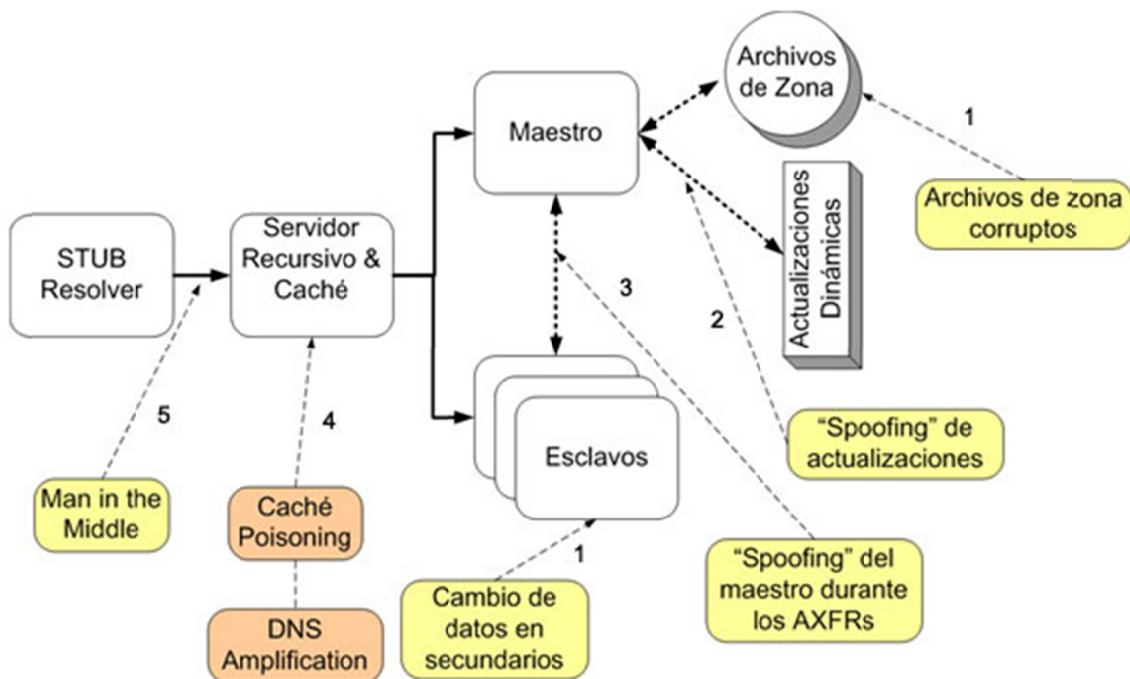 Archivos
de Zona
1
Maestro
Archivos de zona
corruptos
Actualizaciones
Dinámicas
STUB
Resolver
Servidor
Recursivo &
Caché
3
2
5
4
Esclavos
"Spoofing" de
actualizaciones
Man in the
Middle
Caché
Poisoning
1
"Spoofing" del
maestro durante
los AXFRs
Cambio de
datos en
secundarios
DNS
Amplification